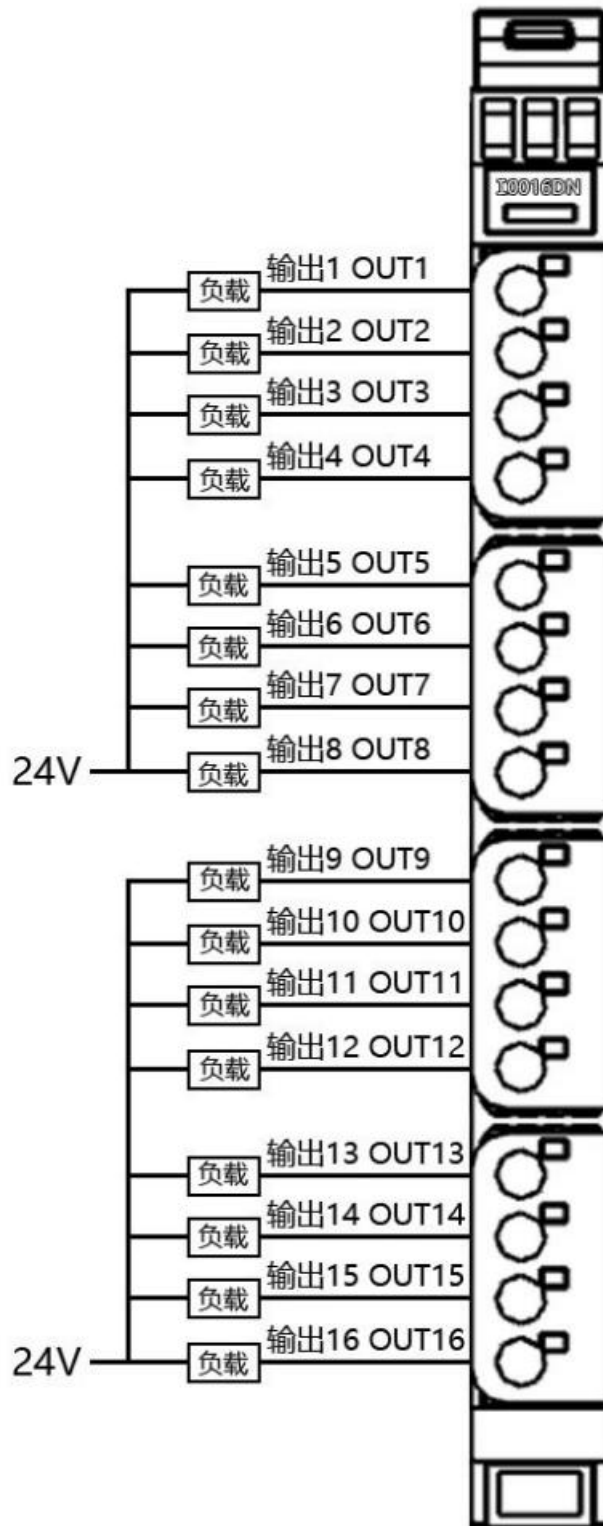 IO016DN
输出1 OUT1
负载
输出2 OUT2
负载
输出3 OUT3
负载
输出4 OUT4
负载
输出5 OUT5
负载
输出6 OUT6
负载
输出7 OUT7
负载
输出8 OUT8
24V
负载
输出9 OUT9
负载
输出10 OUT10
负载
输出11 OUT11
负载
输出12 OUT12
负载
输出13 OUT13
负载
输出14 OUT14
负载
输出15 OUT15
负载
输出16 OUT16
24V
负载